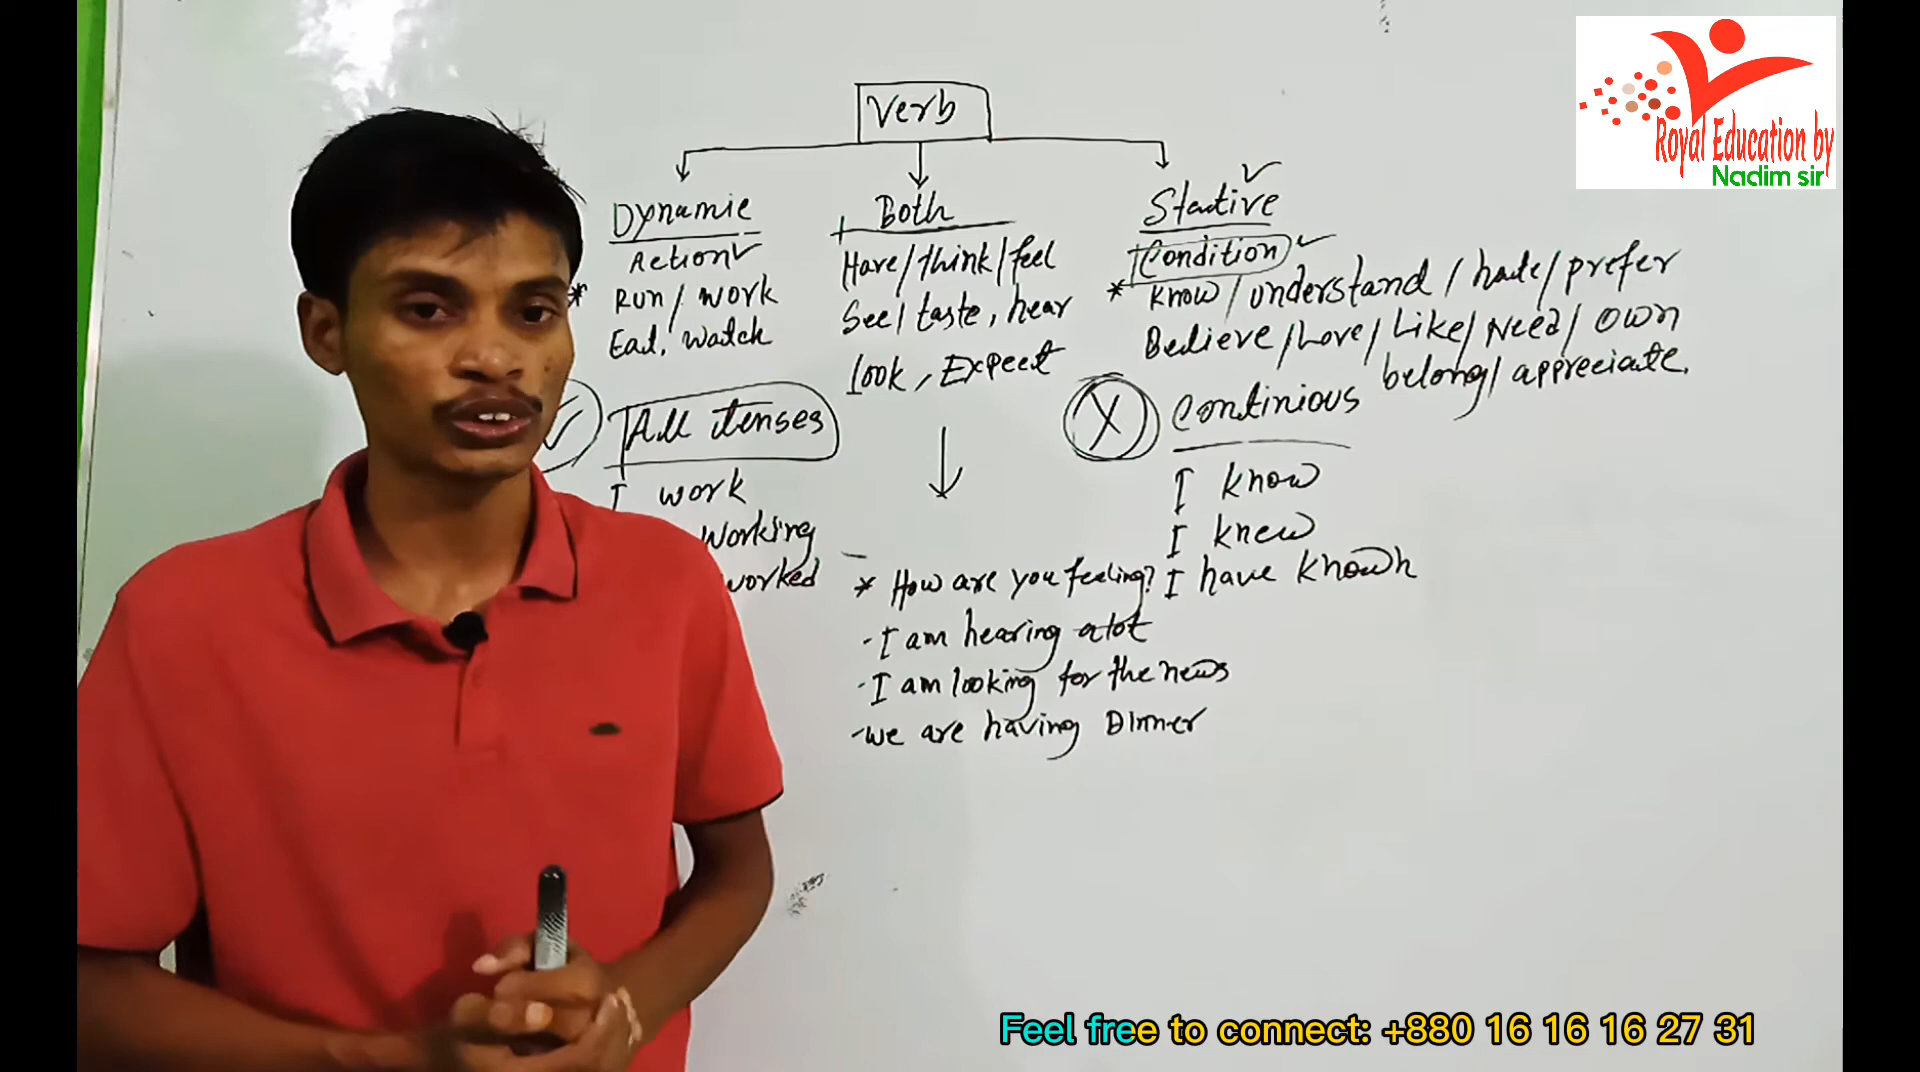 Verb
Dynamic
Action
* Run / work
Eat, watch
All tenses
I work
working
worked
Both
Have / think / feel
See / taste, hear
look, Expect
* How are you feeling?
- I am hearing alot
- I am looking for the news
- we are having Dinner
Stative
Condition
* know / understand / hate / prefer
Believe / Love / Like / Need / own
belong / appreciate.
X Continious
I know
I knew
I have known
Royal Education by
Nadim sir
Feel free to connect: +880 16 16 16 27 31